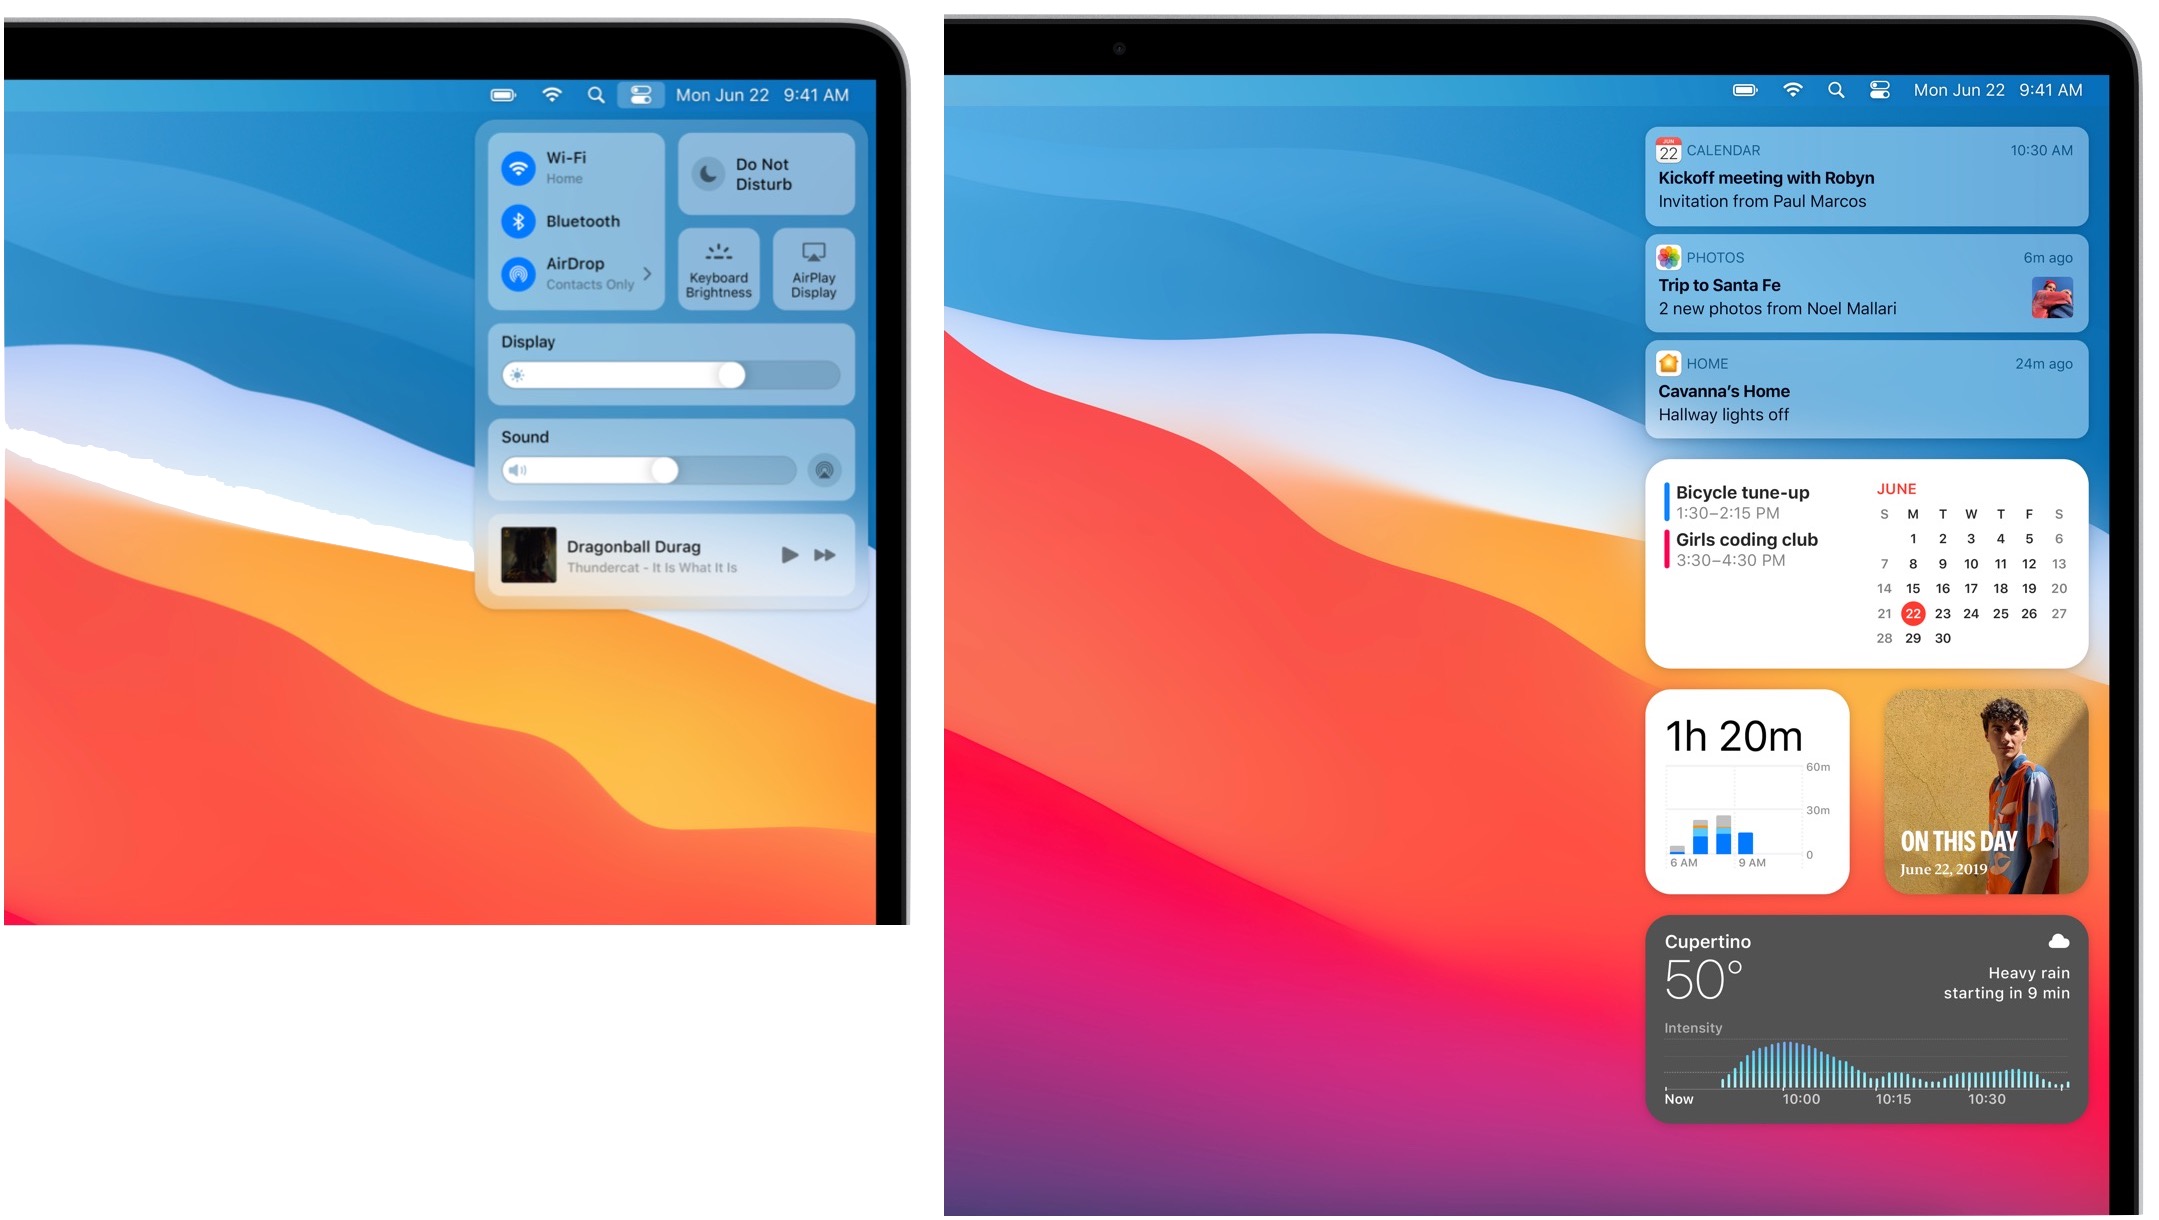 Mon Jun 22 9:41 AM
Wi-Fi
Home
Bluetooth
AirDrop
Contacts Only
Do Not
Disturb
Keyboard
Brightness
AirPlay
Display
Display
Sound
Dragonball Durag
Thundercat - It Is What It Is
Mon Jun 22 9:41 AM
JUN
22
CALENDAR 10:30 AM
Kickoff meeting with Robyn
Invitation from Paul Marcos
PHOTOS 6m ago
Trip to Santa Fe
2 new photos from Noel Mallari
HOME 24m ago
Cavanna’s Home
Hallway lights off
Bicycle tune-up
1:30–2:15 PM
Girls coding club
3:30–4:30 PM
JUNE
S M T W T F S
1 2 3 4 5 6
7 8 9 10 11 12 13
14 15 16 17 18 19 20
21 22 23 24 25 26 27
28 29 30
1h 20m
60m
30m
0
6 AM 9 AM
ON THIS DAY
June 22, 2019
Cupertino
50°
Heavy rain
starting in 9 min
Intensity
Now 10:00 10:15 10:30